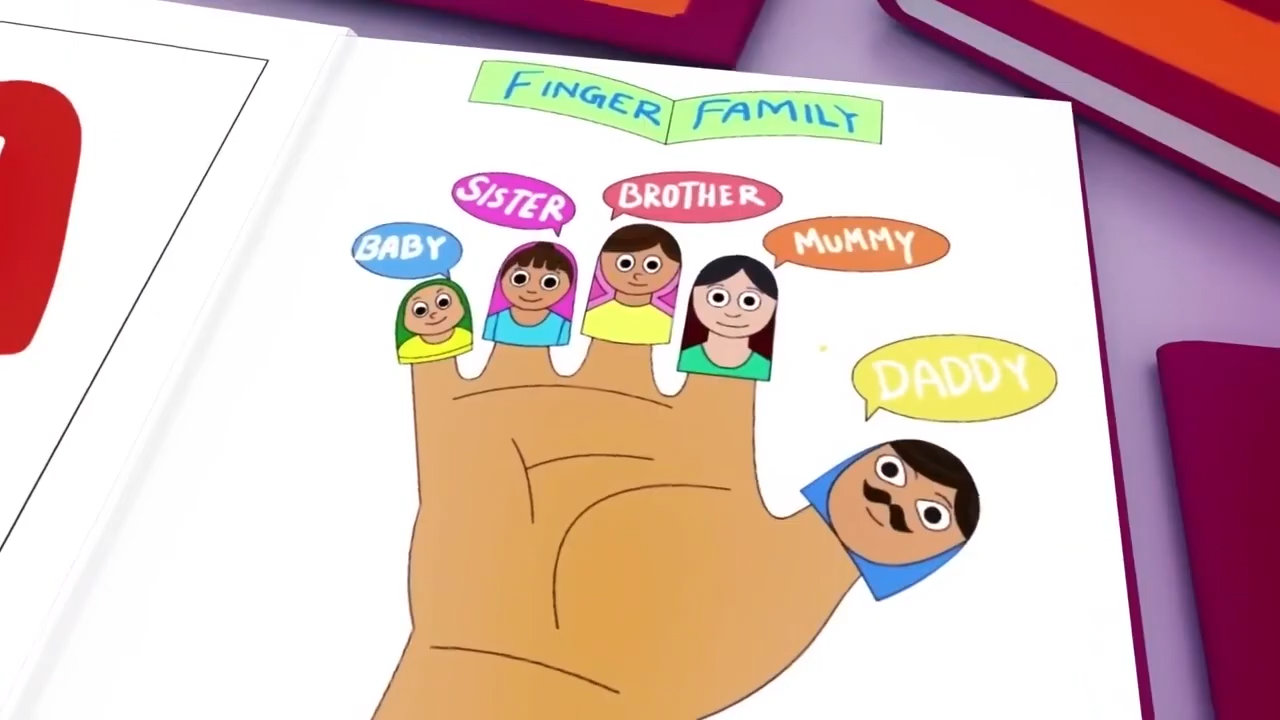 FINGER FAMILY
SISTER
BROTHER
BABY
MUMMY
DADDY